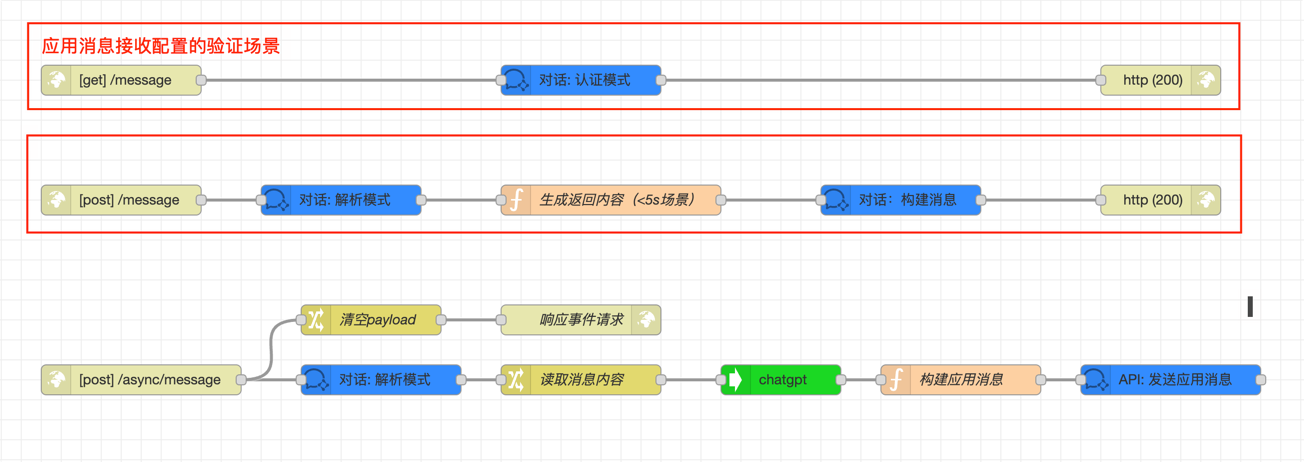 应用消息接收配置的验证场景
[get] /message
对话: 认证模式
http (200)
[post] /message
对话: 解析模式
生成返回内容（<5s场景）
对话：构建消息
http (200)
清空payload
响应事件请求
[post] /async/message
对话: 解析模式
读取消息内容
chatgpt
构建应用消息
API: 发送应用消息